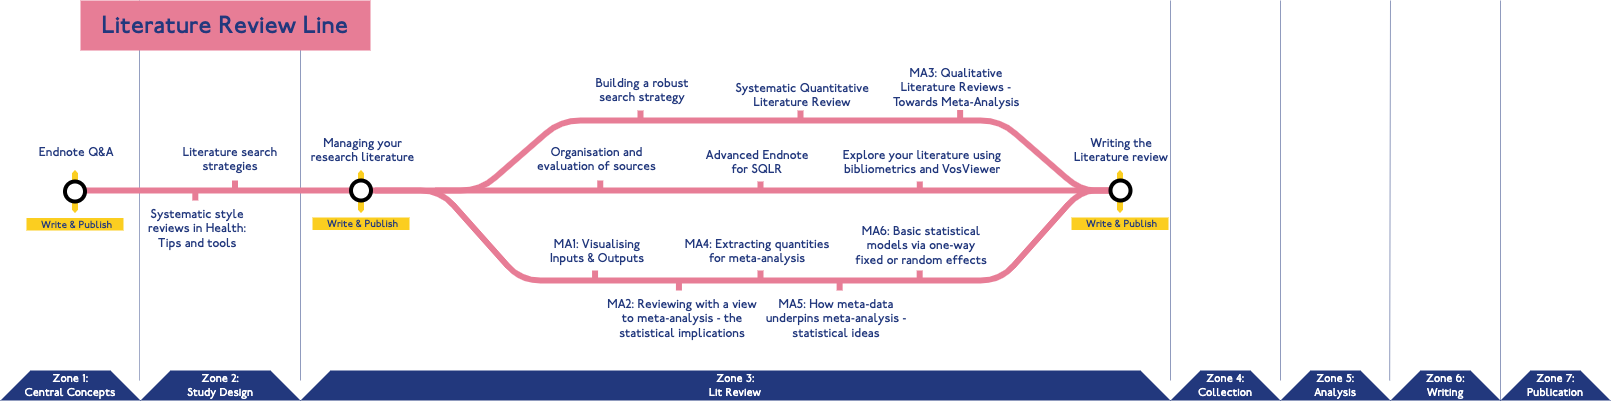 Literature Review Line
Endnote Q&A
Write & Publish
Literature search
strategies
Systematic style
reviews in Health:
Tips and tools
Managing your
research literature
Write & Publish
Building a robust
search strategy
Systematic Quantitative
Literature Review
MA3: Qualitative
Literature Reviews -
Towards Meta-Analysis
Organisation and
evaluation of sources
Advanced Endnote
for SQLR
Explore your literature using
bibliometrics and VosViewer
MA1: Visualising
Inputs & Outputs
MA2: Reviewing with a view
to meta-analysis - the
statistical implications
MA4: Extracting quantities
for meta-analysis
MA5: How meta-data
underpins meta-analysis -
statistical ideas
MA6: Basic statistical
models via one-way
fixed or random effects
Writing the
Literature review
Write & Publish
Zone 1:
Central Concepts
Zone 2:
Study Design
Zone 3:
Lit Review
Zone 4:
Collection
Zone 5:
Analysis
Zone 6:
Writing
Zone 7:
Publication